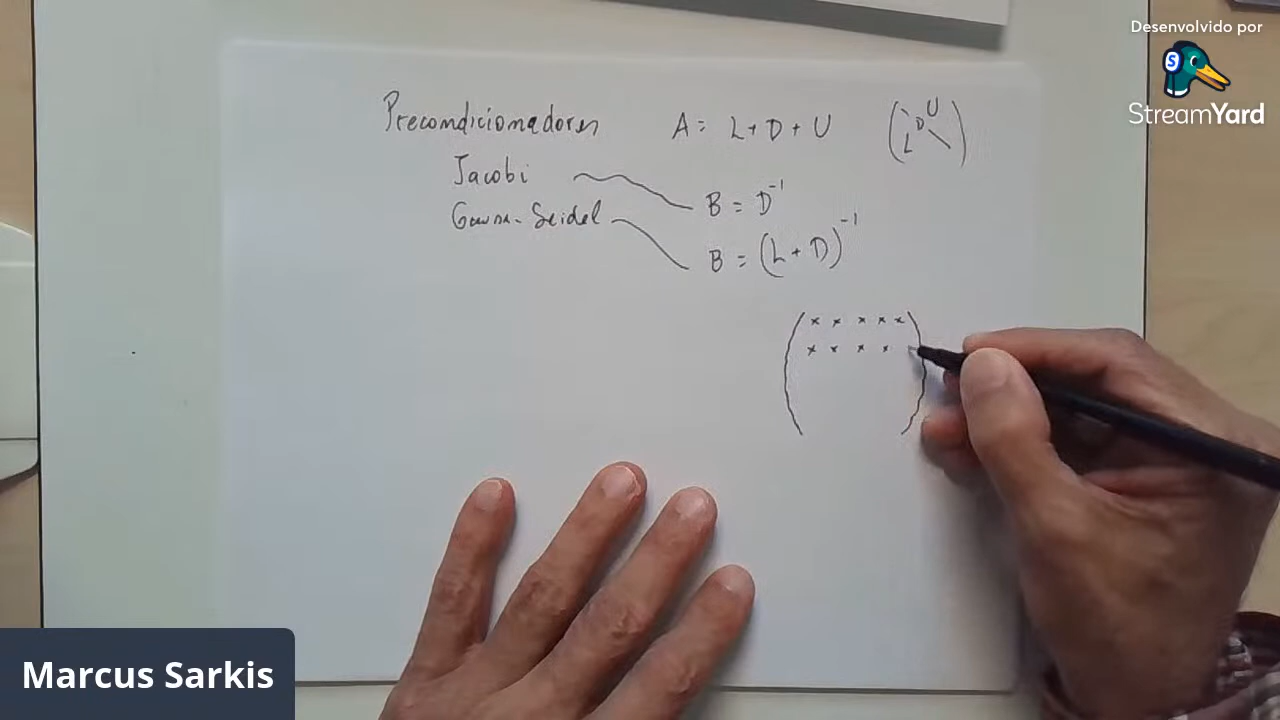 Desenvolvido por
StreamYard
Precondicionadores A = L + D + U ( L D U )
Jacobi B = D⁻¹
Gauss-Seidel B = (L + D)⁻¹
( x x x x x
x x x x )
Marcus Sarkis